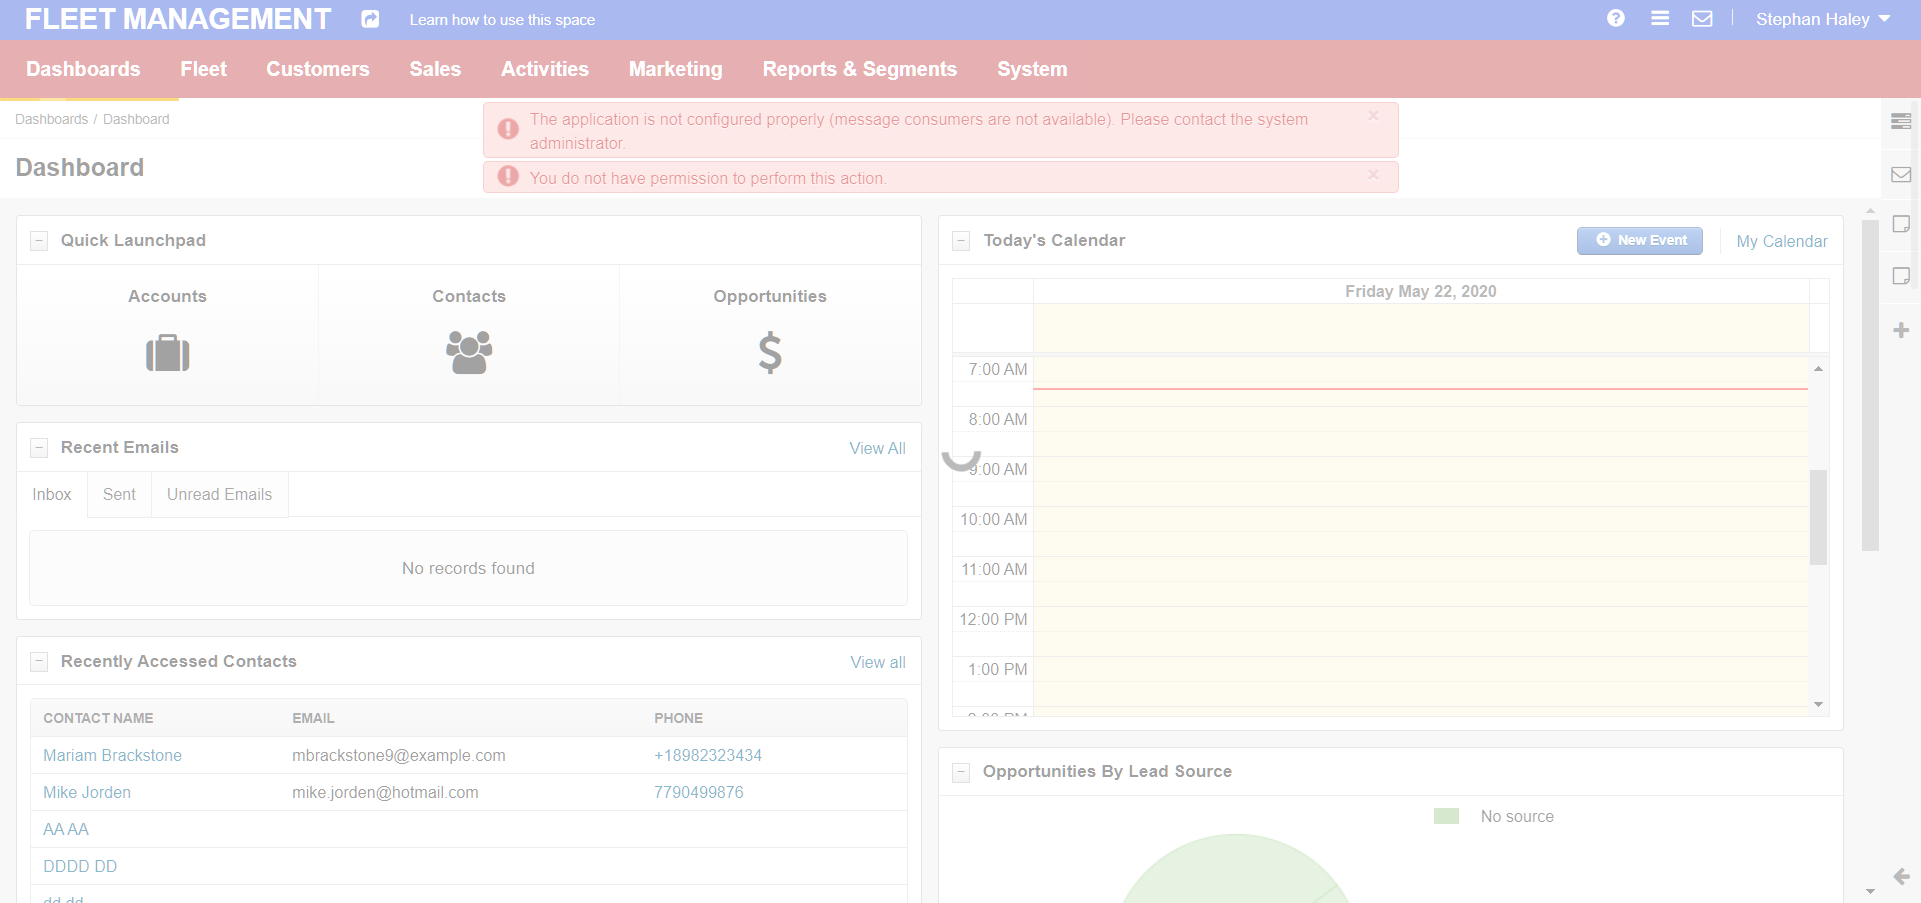 FLEET MANAGEMENT
Learn how to use this space
Stephan Haley
Dashboards Fleet Customers Sales Activities Marketing Reports & Segments System
Dashboards / Dashboard
The application is not configured properly (message consumers are not available). Please contact the system
administrator.
You do not have permission to perform this action.
Dashboard
Quick Launchpad
Accounts Contacts Opportunities
Recent Emails View All
Inbox Sent Unread Emails
No records found
Recently Accessed Contacts View all
CONTACT NAME EMAIL PHONE
Mariam Brackstone mbrackstone9@example.com +18982323434
Mike Jorden mike.jorden@hotmail.com 7790499876
AA AA
DDDD DD
dd dd
Today's Calendar New Event My Calendar
Friday May 22, 2020
7:00 AM
8:00 AM
9:00 AM
10:00 AM
11:00 AM
12:00 PM
1:00 PM
2:00 PM
Opportunities By Lead Source
No source